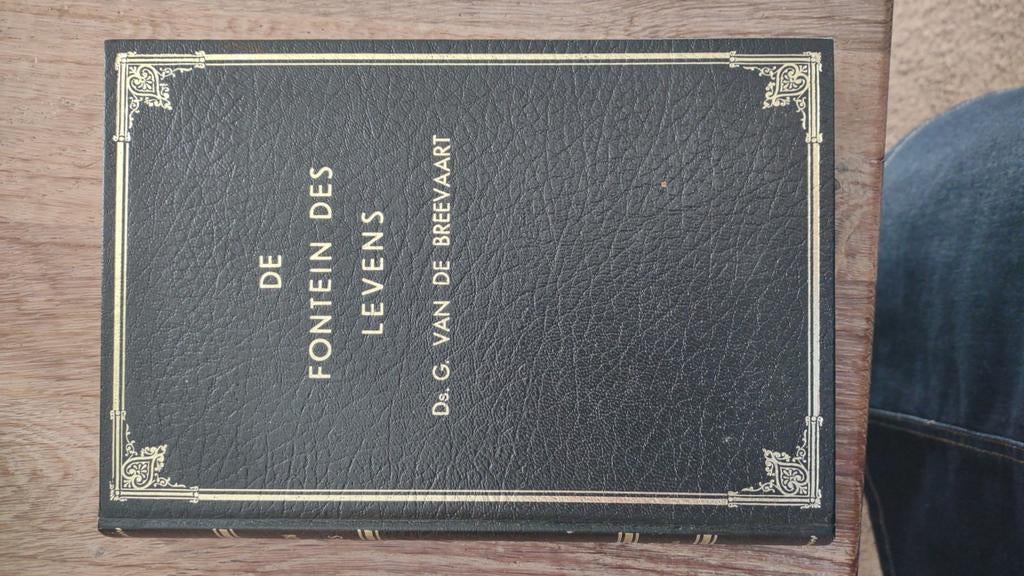 DE
FONTEIN DES
LEVENS
Ds. G. VAN DE BREEVAART